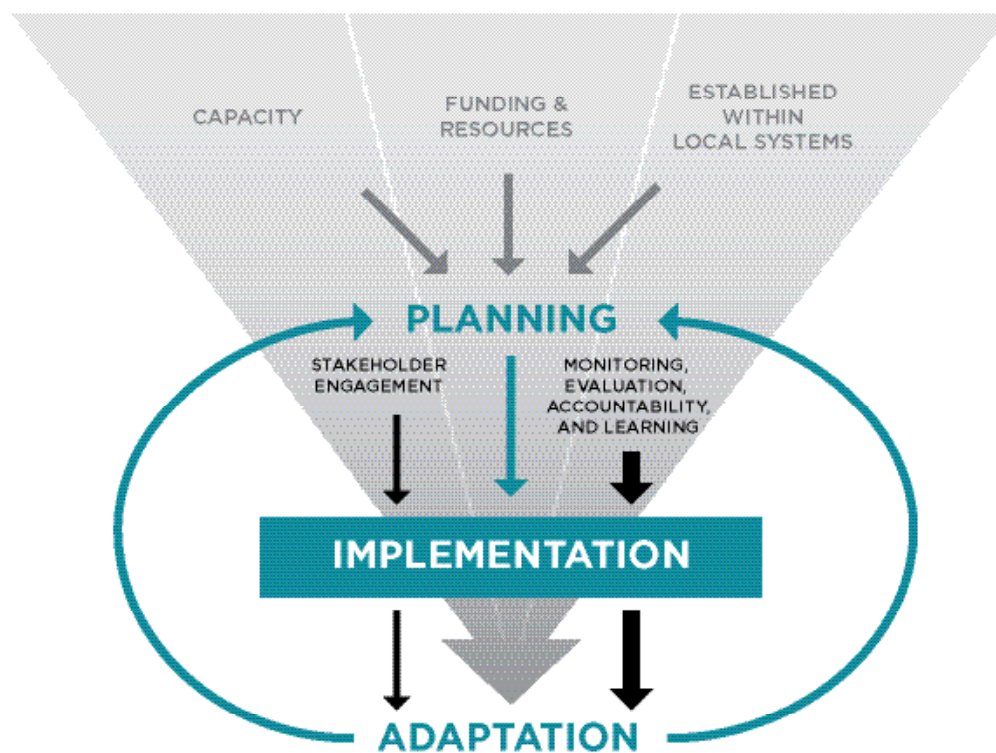 CAPACITY
FUNDING &
RESOURCES
ESTABLISHED
WITHIN
LOCAL SYSTEMS
PLANNING
STAKEHOLDER
ENGAGEMENT
MONITORING,
EVALUATION,
ACCOUNTABILITY,
AND LEARNING
IMPLEMENTATION
ADAPTATION